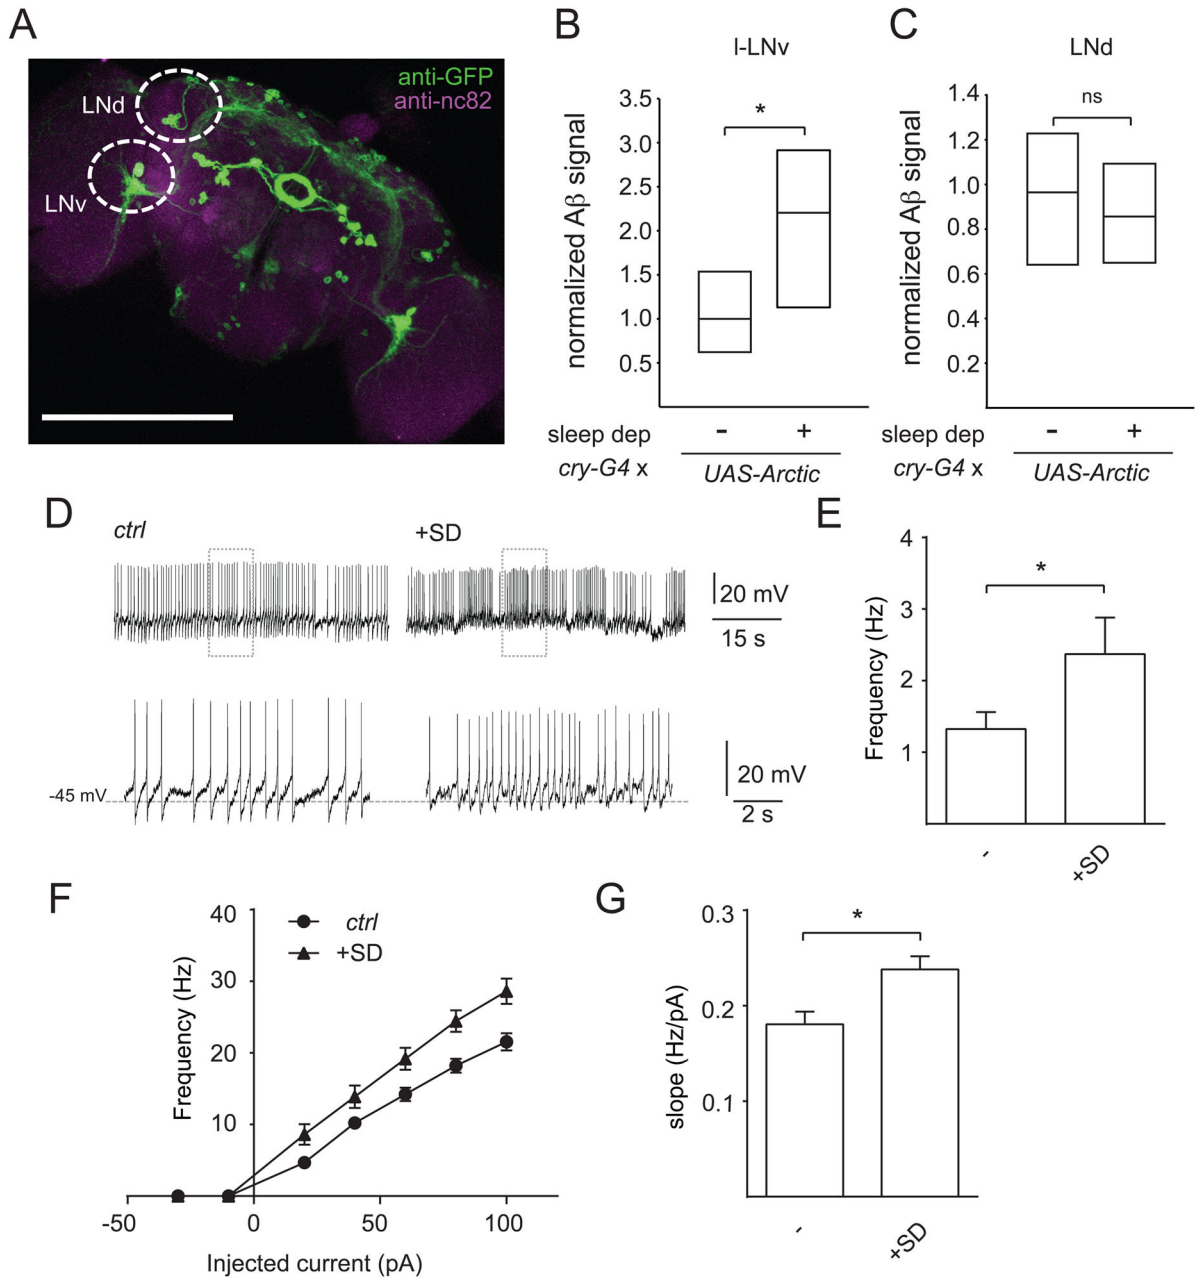 A
anti-GFP
anti-nc82
LNd
LNv
B
l-LNv
normalized Aβ signal
3.5
3.0
2.5
2.0
1.5
1.0
0.5
*
sleep dep - +
cry-G4 x UAS-Arctic
C
LNd
normalized Aβ signal
1.4
1.2
1.0
0.8
0.6
0.4
0.2
ns
sleep dep - +
cry-G4 x UAS-Arctic
D
ctrl
+SD
20 mV
15 s
-45 mV
20 mV
2 s
E
Frequency (Hz)
4
3
2
1
*
- +SD
F
Frequency (Hz)
40
30
20
10
ctrl
+SD
-50 0 50 100
Injected current (pA)
G
slope (Hz/pA)
0.3
0.2
0.1
*
- +SD